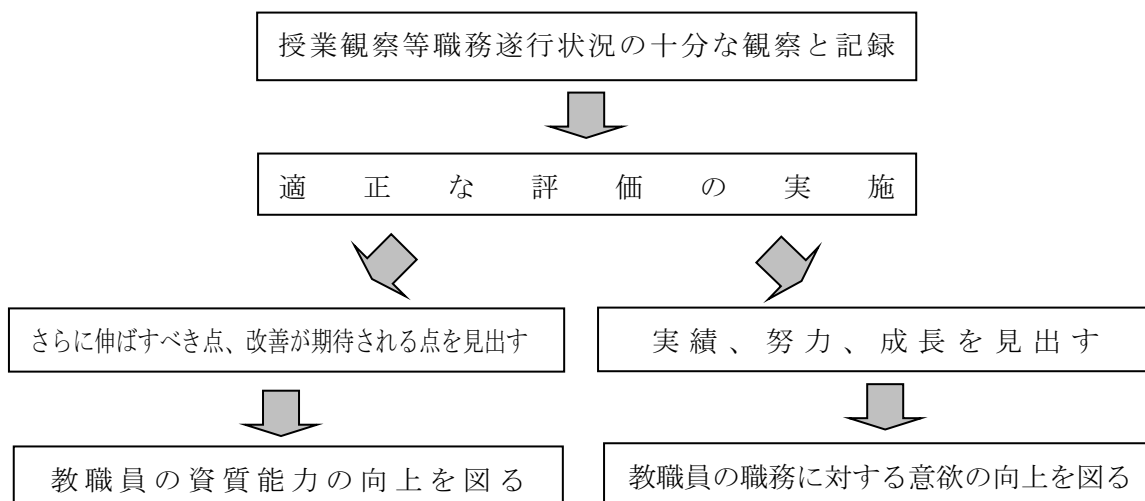 授業観察等職務遂行状況の十分な観察と記録
適正な評価の実施
さらに伸ばすべき点、改善が期待される点を見出す
実績、努力、成長を見出す
教職員の資質能力の向上を図る
教職員の職務に対する意欲の向上を図る